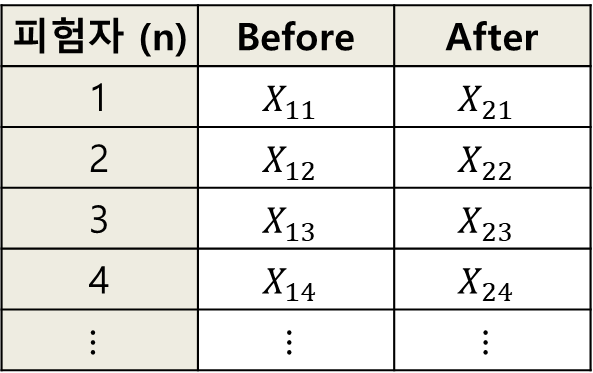 피험자 (n) Before After
1 X₁₁ X₂₁
2 X₁₂ X₂₂
3 X₁₃ X₂₃
4 X₁₄ X₂₄
⋮ ⋮ ⋮